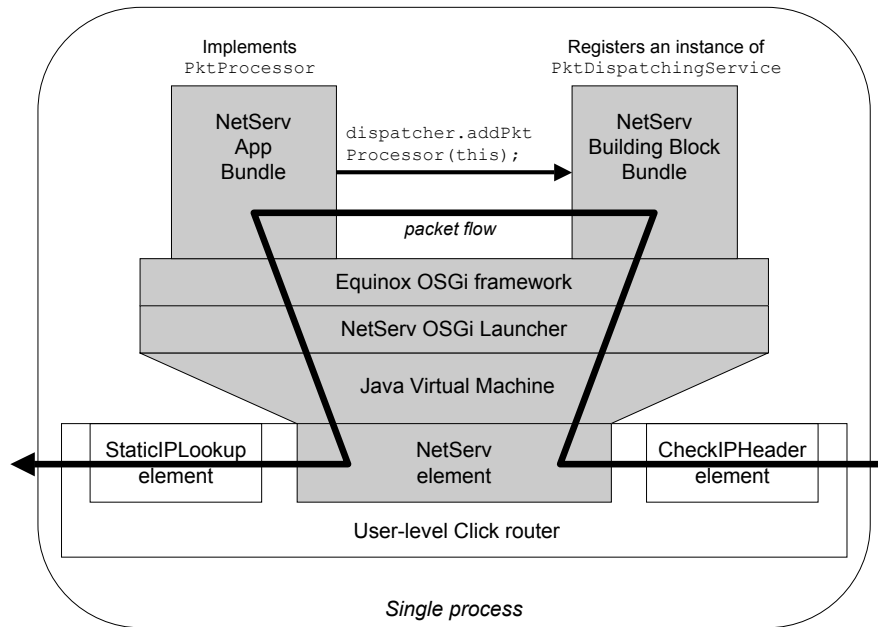 Implements
PktProcessor
Registers an instance of
PktDispatchingService
NetServ
App
Bundle
dispatcher.addPkt
Processor(this);
NetServ
Building Block
Bundle
packet flow
Equinox OSGi framework
NetServ OSGi Launcher
Java Virtual Machine
StaticIPLookup
element
NetServ
element
CheckIPHeader
element
User-level Click router
Single process